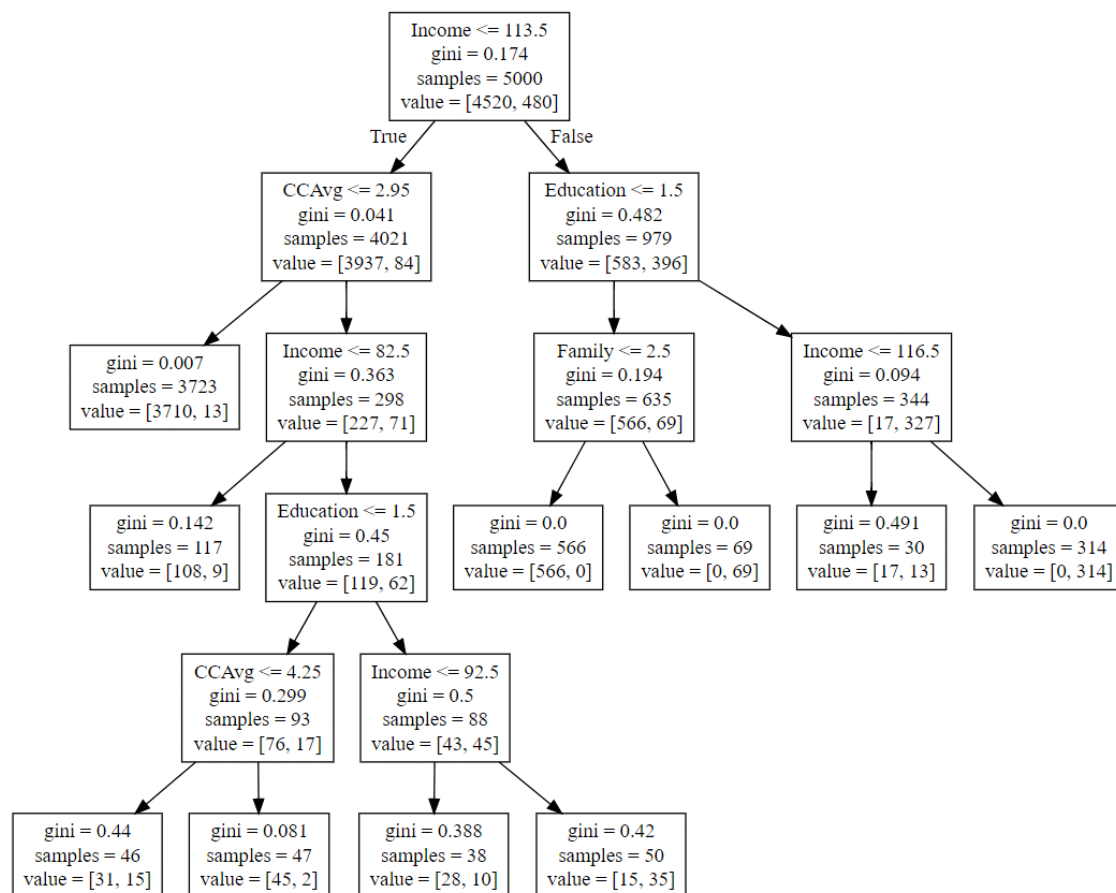 Income <= 113.5
gini = 0.174
samples = 5000
value = [4520, 480]
True
False
CCAvg <= 2.95
gini = 0.041
samples = 4021
value = [3937, 84]
Education <= 1.5
gini = 0.482
samples = 979
value = [583, 396]
gini = 0.007
samples = 3723
value = [3710, 13]
Income <= 82.5
gini = 0.363
samples = 298
value = [227, 71]
Family <= 2.5
gini = 0.194
samples = 635
value = [566, 69]
Income <= 116.5
gini = 0.094
samples = 344
value = [17, 327]
gini = 0.142
samples = 117
value = [108, 9]
Education <= 1.5
gini = 0.45
samples = 181
value = [119, 62]
gini = 0.0
samples = 566
value = [566, 0]
gini = 0.0
samples = 69
value = [0, 69]
gini = 0.491
samples = 30
value = [17, 13]
gini = 0.0
samples = 314
value = [0, 314]
CCAvg <= 4.25
gini = 0.299
samples = 93
value = [76, 17]
Income <= 92.5
gini = 0.5
samples = 88
value = [43, 45]
gini = 0.44
samples = 46
value = [31, 15]
gini = 0.081
samples = 47
value = [45, 2]
gini = 0.388
samples = 38
value = [28, 10]
gini = 0.42
samples = 50
value = [15, 35]